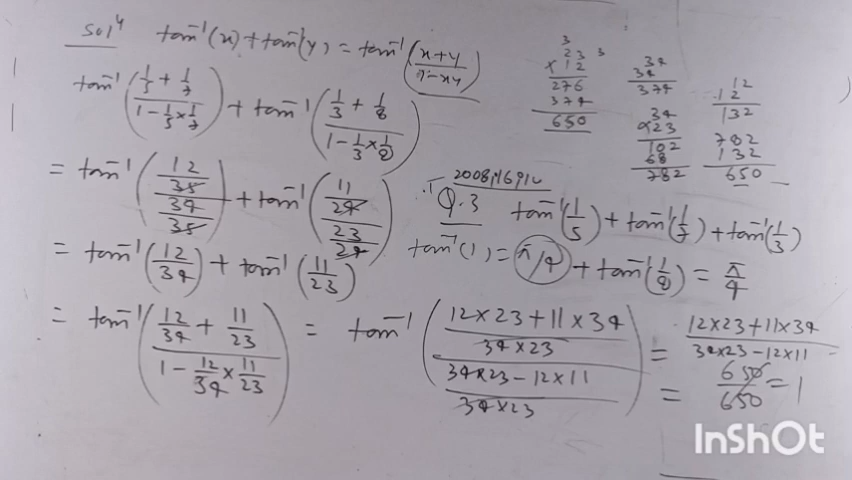 Solⁿ tan⁻¹(x) + tan⁻¹(y) = tan⁻¹((x+y)/(1-xy))
tan⁻¹((1/5 + 1/7)/(1 - 1/5 × 1/7)) + tan⁻¹((1/3 + 1/8)/(1 - 1/3 × 1/8))
= tan⁻¹((12/35)/(34/35)) + tan⁻¹((11/24)/(23/24))
= tan⁻¹(12/34) + tan⁻¹(11/23)
= tan⁻¹((12/34 + 11/23)/(1 - 12/34 × 11/23)) = tan⁻¹(((12×23+11×34)/(34×23))/((34×23-12×11)/(34×23))) = (12×23+11×34)/(34×23-12×11)
= 650/650 = 1
Q.3 tan⁻¹(1/5) + tan⁻¹(1/7) + tan⁻¹(1/3)
+ tan⁻¹(1/8) = π/4
tan⁻¹(1) = π/4
3
23 3
×12
276
374
650
34
34
374
34
×23
102
68
782
12
12
132
782
132
650
InShOt